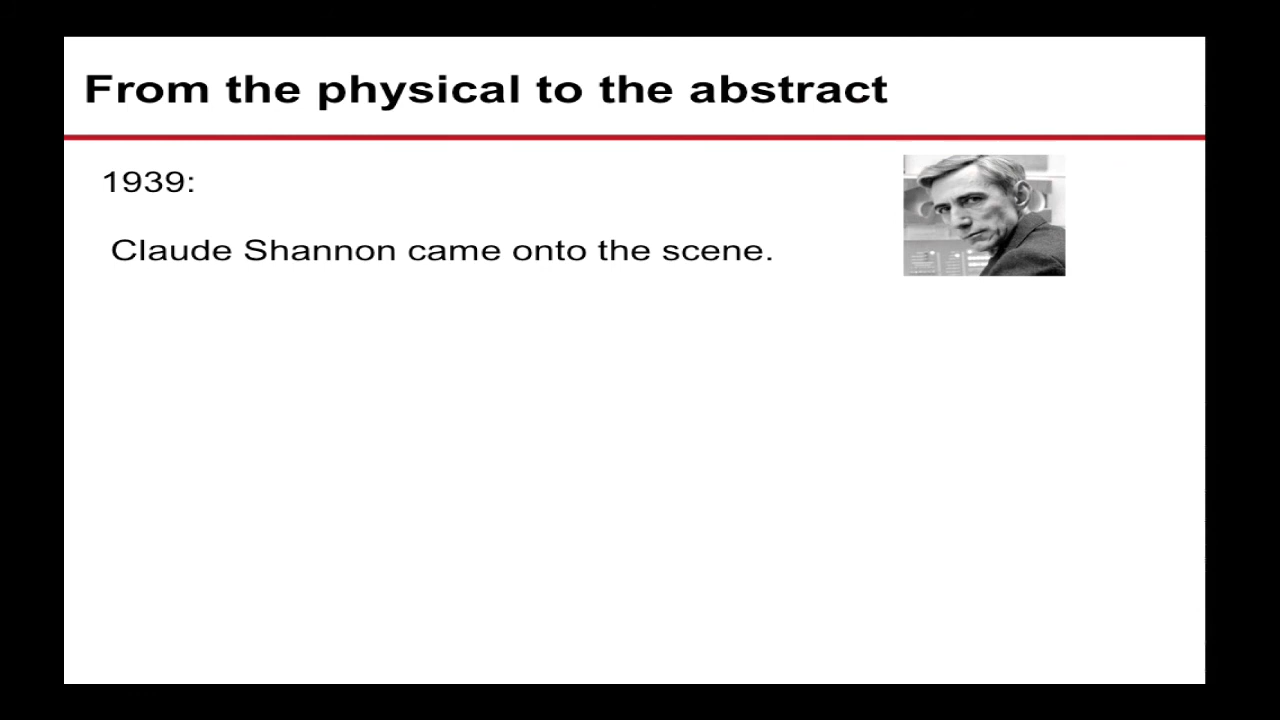 From the physical to the abstract
1939:
Claude Shannon came onto the scene.